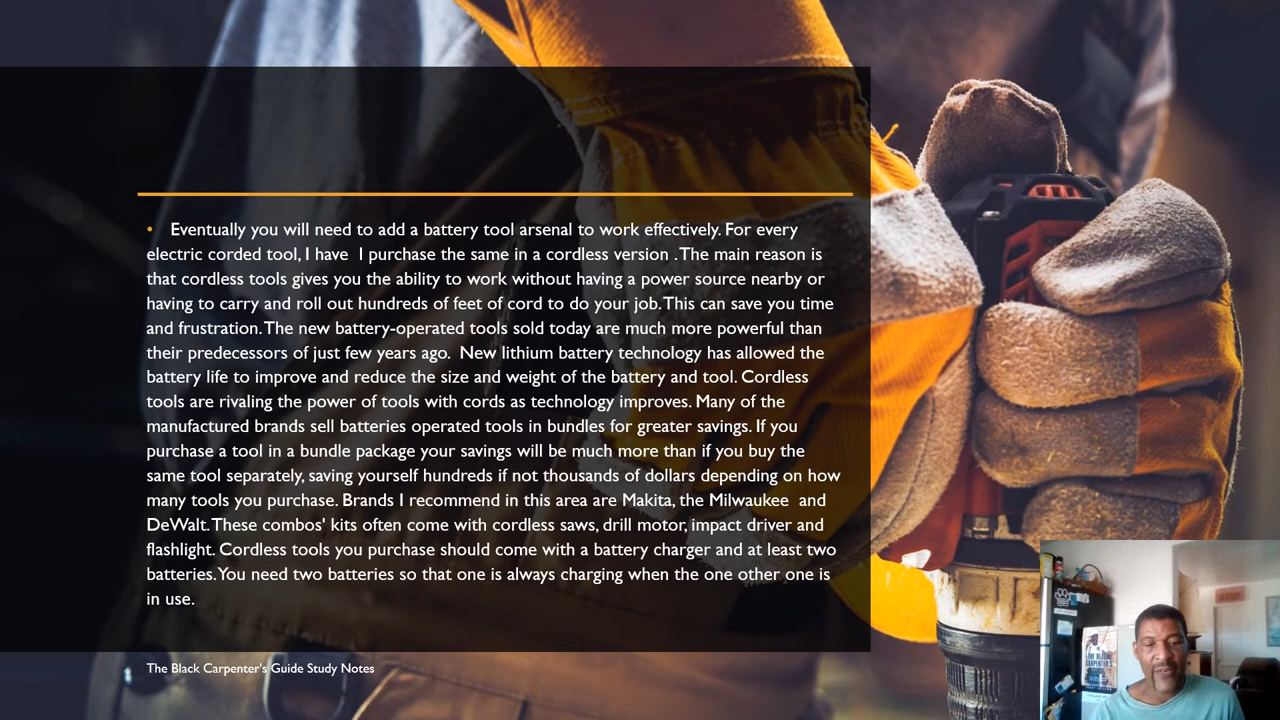 • Eventually you will need to add a battery tool arsenal to work effectively. For every
electric corded tool, I have  I purchase the same in a cordless version .The main reason is
that cordless tools gives you the ability to work without having a power source nearby or
having to carry and roll out hundreds of feet of cord to do your job.This can save you time
and frustration.The new battery-operated tools sold today are much more powerful than
their predecessors of just few years ago.  New lithium battery technology has allowed the
battery life to improve and reduce the size and weight of the battery and tool. Cordless
tools are rivaling the power of tools with cords as technology improves. Many of the
manufactured brands sell batteries operated tools in bundles for greater savings. If you
purchase a tool in a bundle package your savings will be much more than if you buy the
same tool separately, saving yourself hundreds if not thousands of dollars depending on how
many tools you purchase. Brands I recommend in this area are Makita, the Milwaukee  and
DeWalt.These combos' kits often come with cordless saws, drill motor, impact driver and
flashlight. Cordless tools you purchase should come with a battery charger and at least two
batteries.You need two batteries so that one is always charging when the one other one is
in use.
The Black Carpenter's Guide Study Notes
THE BLACK
CARPENTER'S